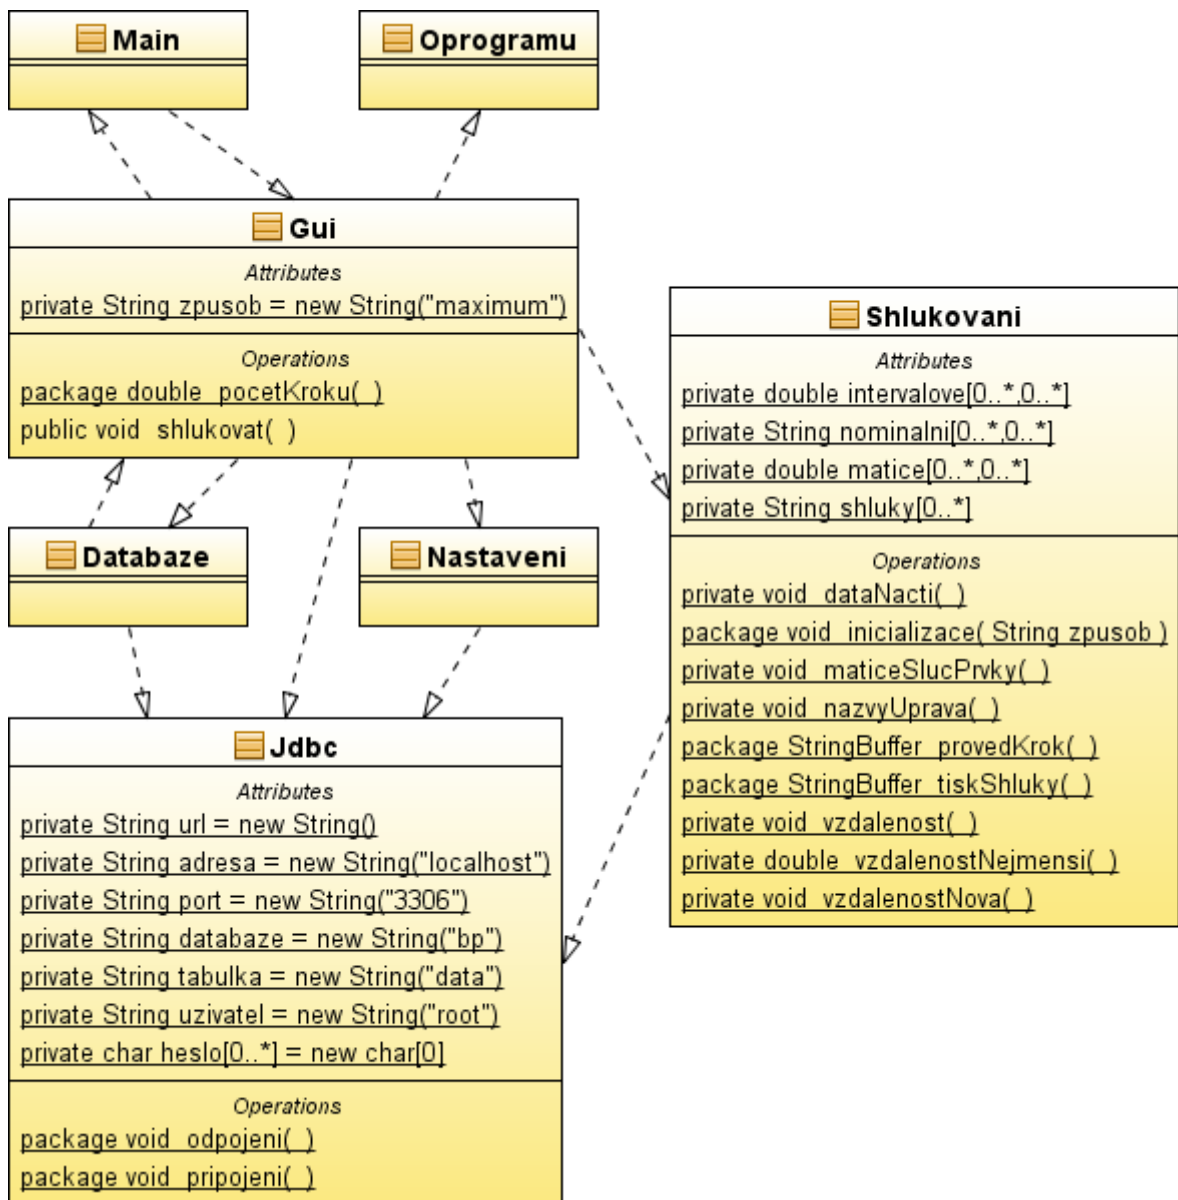 Main
Oprogramu
Gui
Attributes
private String zpusob = new String("maximum")
Operations
package double pocetKroku( )
public void shlukovat( )
Shlukovani
Attributes
private double intervalove[0..*,0..*]
private String nominalni[0..*,0..*]
private double matice[0..*,0..*]
private String shluky[0..*]
Operations
private void dataNacti( )
package void inicializace( String zpusob )
private void maticeSlucPrvky( )
private void nazvyUprava( )
package StringBuffer provedKrok( )
package StringBuffer tiskShluky( )
private void vzdalenost( )
private double vzdalenostNejmensi( )
private void vzdalenostNova( )
Databaze
Nastaveni
Jdbc
Attributes
private String url = new String()
private String adresa = new String("localhost")
private String port = new String("3306")
private String databaze = new String("bp")
private String tabulka = new String("data")
private String uzivatel = new String("root")
private char heslo[0..*] = new char[0]
Operations
package void odpojeni( )
package void pripojeni( )